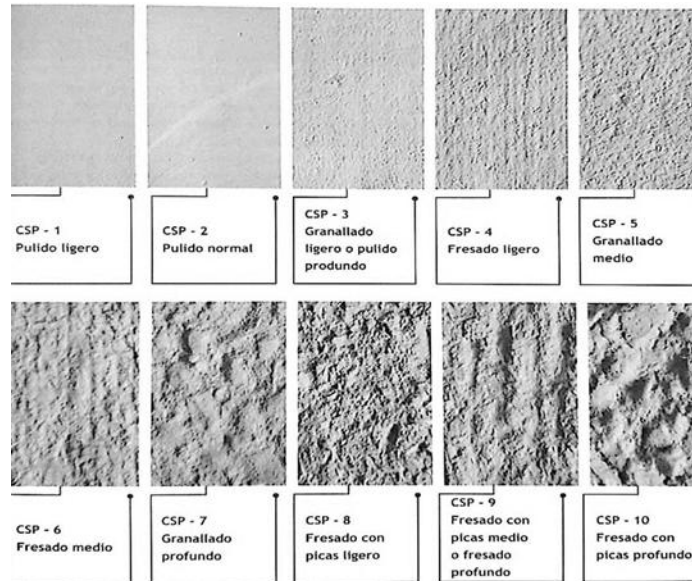 CSP - 1
Pulido ligero
CSP - 2
Pulido normal
CSP - 3
Granallado
ligero o pulido
produndo
CSP - 4
Fresado ligero
CSP - 5
Granallado
medio
CSP - 6
Fresado medio
CSP - 7
Granallado
profundo
CSP - 8
Fresado con
picas ligero
CSP - 9
Fresado con
picas medio
o fresado
profundo
CSP - 10
Fresado con
picas profundo